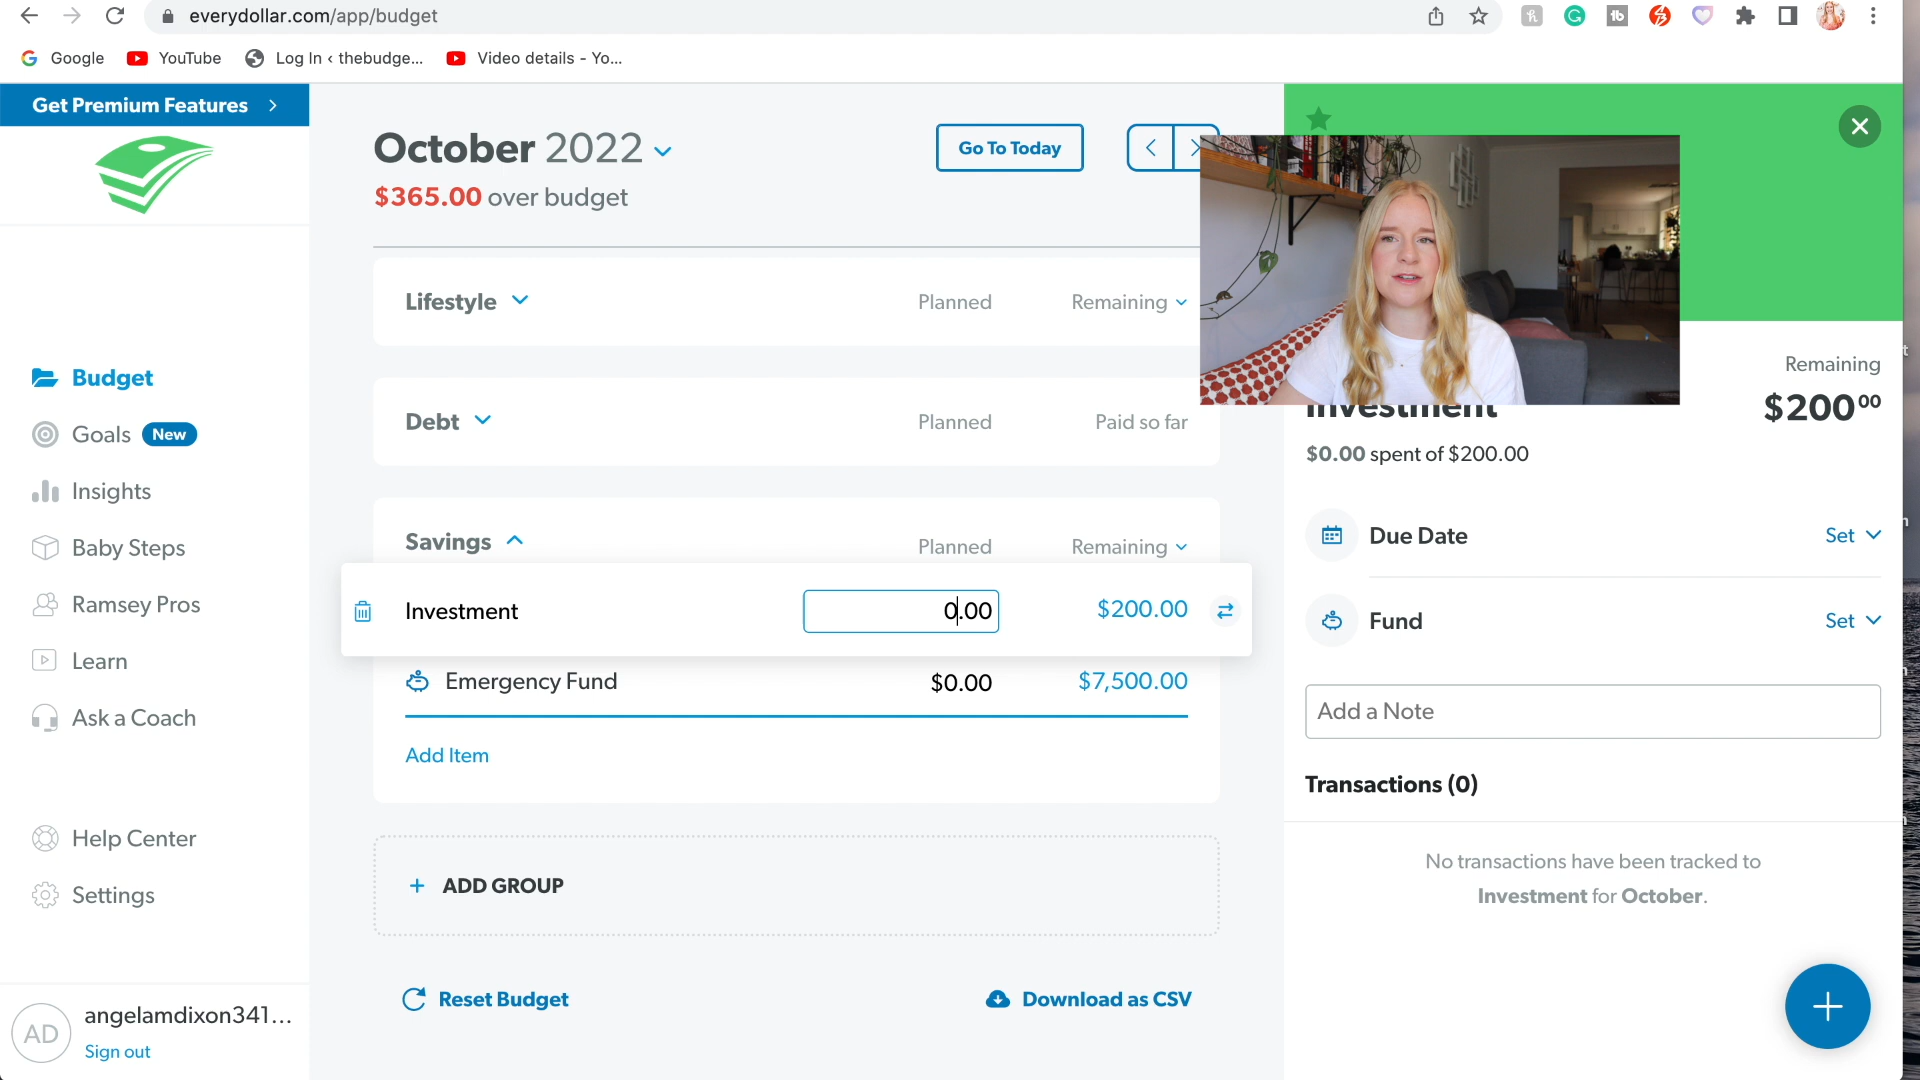 everydollar.com/app/budget
Google
YouTube
Log In ‹ thebudge...
Video details - Yo...
Get Premium Features
October 2022
$365.00 over budget
Go To Today
Lifestyle
Planned
Remaining
Debt
Planned
Paid so far
Savings
Planned
Remaining
Investment
0.00
$200.00
Emergency Fund
$0.00
$7,500.00
Add Item
+ ADD GROUP
Reset Budget
Download as CSV
Budget
Goals New
Insights
Baby Steps
Ramsey Pros
Learn
Ask a Coach
Help Center
Settings
AD
angelamdixon341...
Sign out
Remaining
Investment
$200⁰⁰
$0.00 spent of $200.00
Due Date
Set
Fund
Set
Add a Note
Transactions (0)
No transactions have been tracked to
Investment for October.